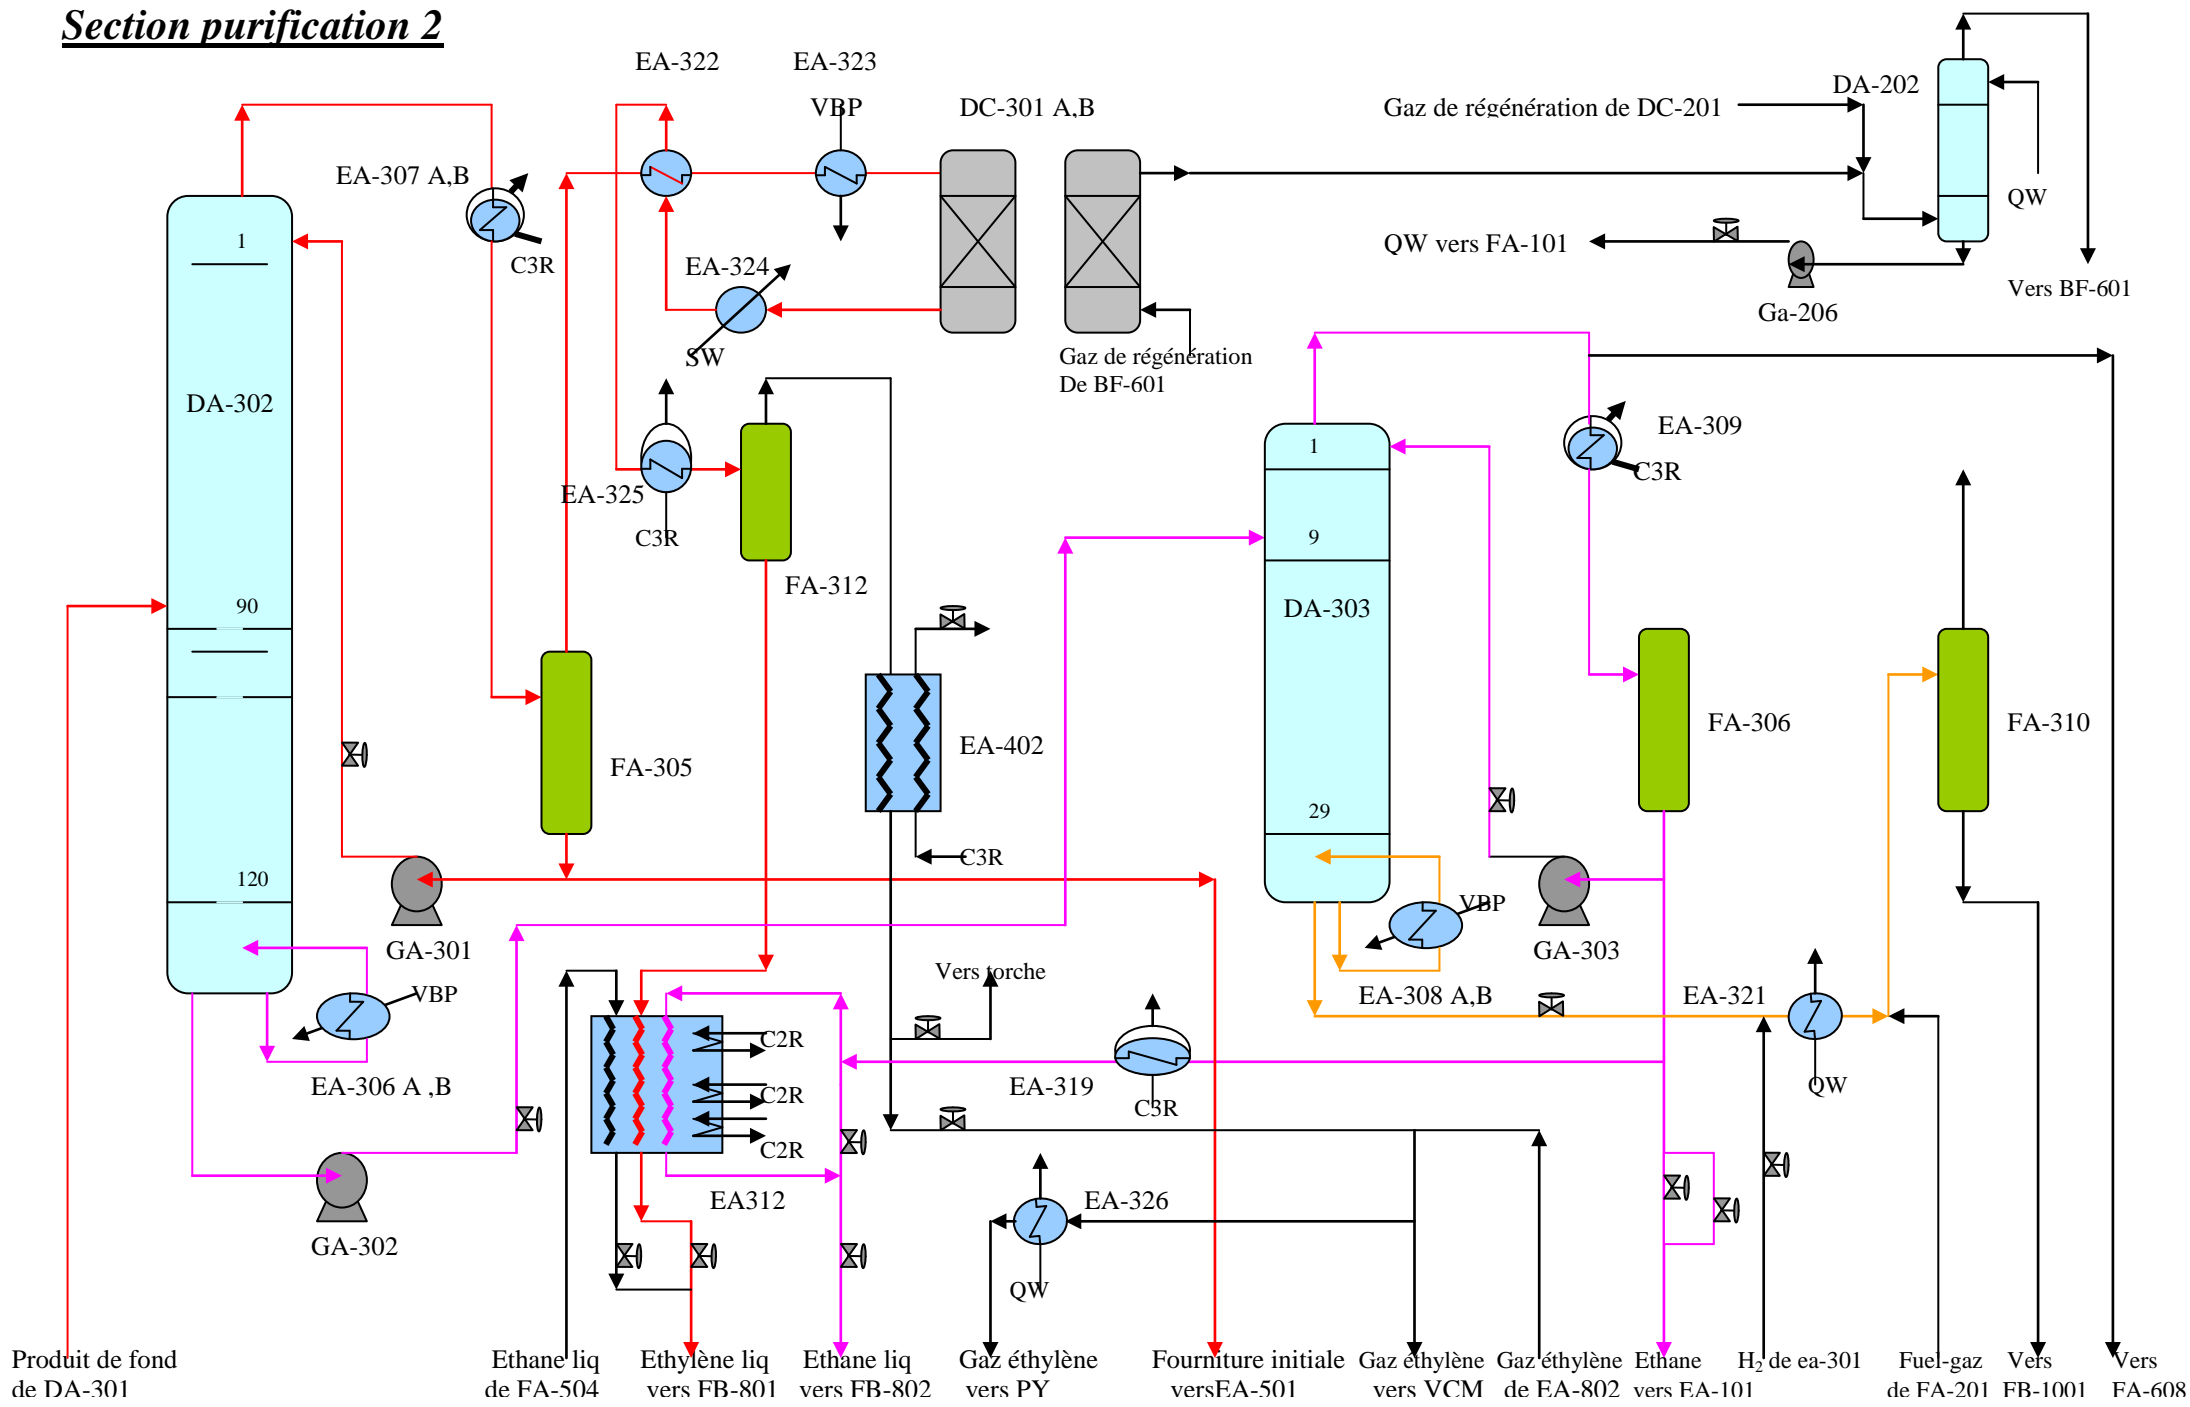 Section purification 2
EA-322
EA-323
VBP
DC-301 A,B
Gaz de régénération de DC-201
DA-202
EA-307 A,B
QW
1
C3R
EA-324
QW vers FA-101
Vers BF-601
Ga-206
SW
Gaz de régénération
De BF-601
DA-302
EA-309
1
C3R
EA-325
C3R
9
FA-312
90
DA-303
FA-306
FA-310
EA-402
FA-305
29
C3R
120
VBP
GA-301
GA-303
Vers torche
VBP
EA-308 A,B
EA-321
C2R
EA-306 A ,B
EA-319
QW
C2R
C3R
C2R
EA312
EA-326
GA-302
QW
Produit de fond
de DA-301
Ethane liq
de FA-504
Ethylène liq
vers FB-801
Ethane liq
vers FB-802
Gaz éthylène
vers PY
Fourniture initiale
versEA-501
Gaz éthylène
vers VCM
Gaz éthylène
de EA-802
Ethane
vers EA-101
H2 de ea-301
Fuel-gaz
de FA-201
Vers
FB-1001
Vers
FA-608